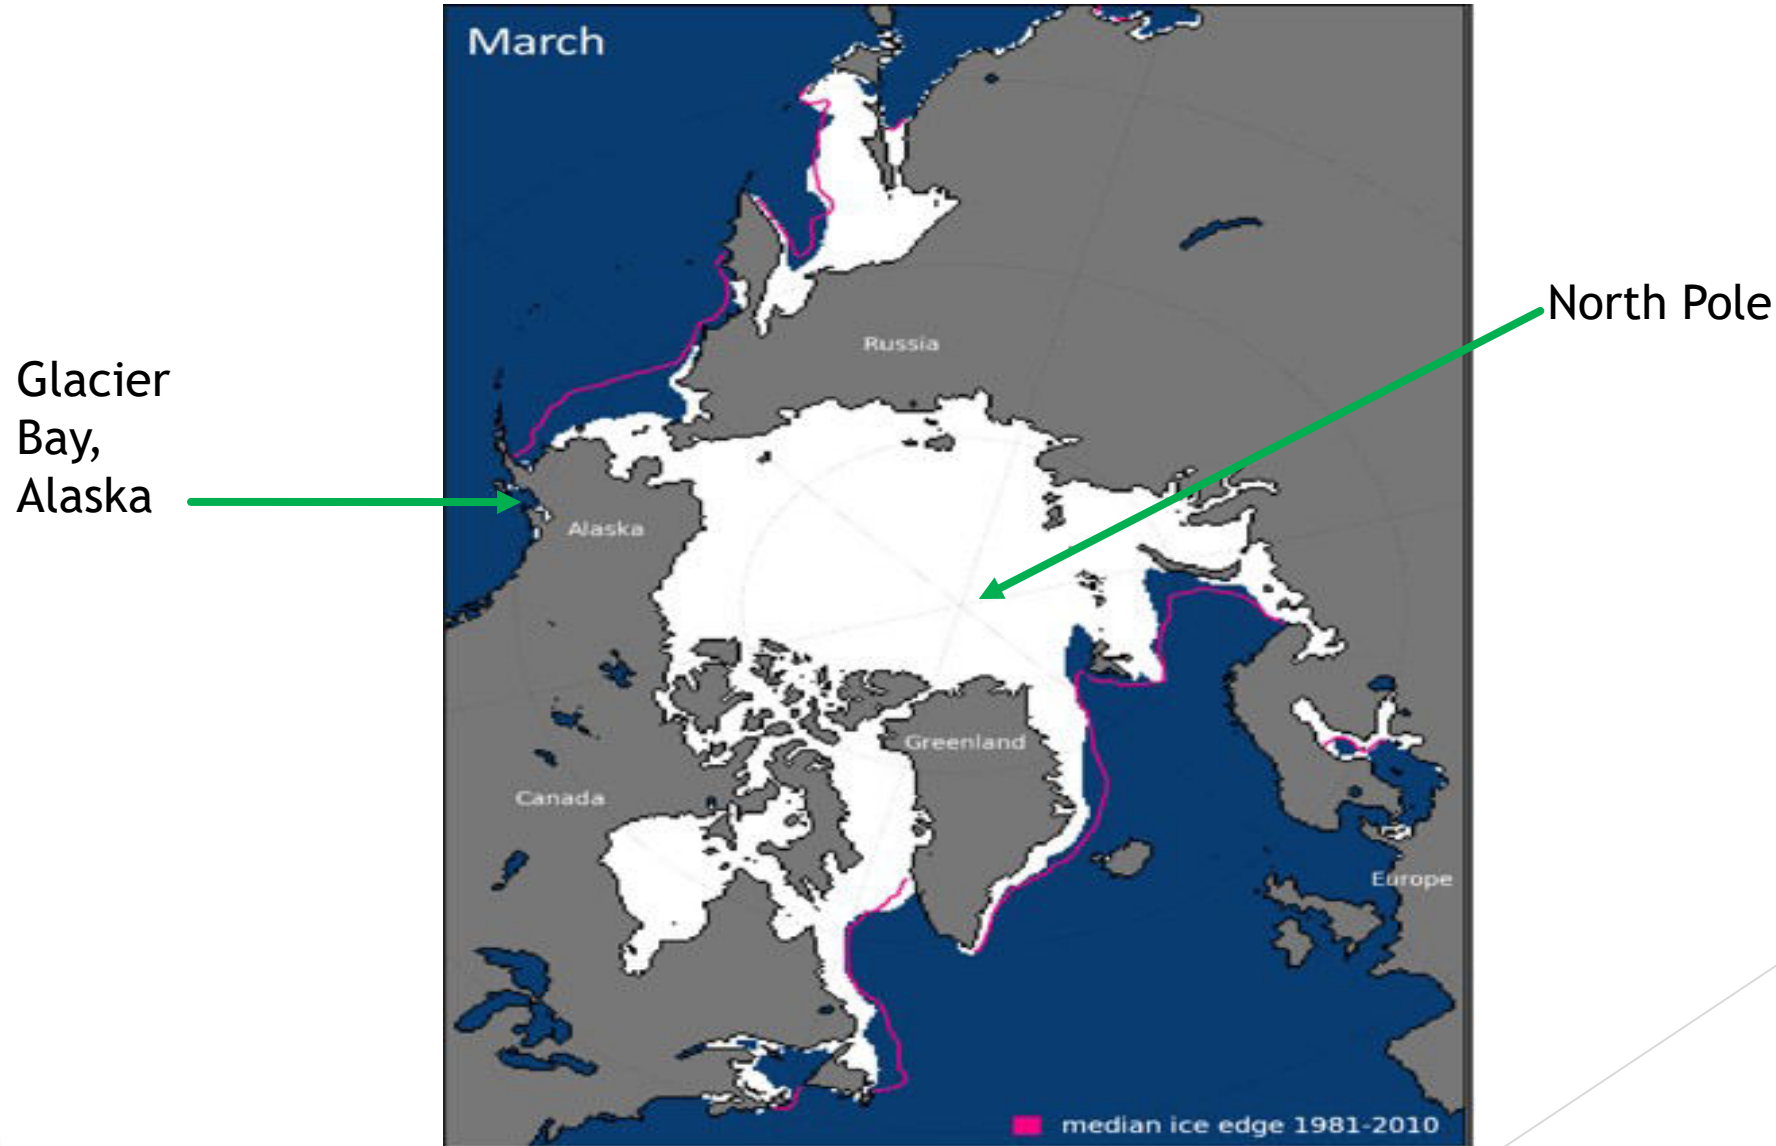 March
North Pole
Russia
Glacier
Bay,
Alaska
Alaska
Greenland
Canada
Europe
median ice edge 1981-2010